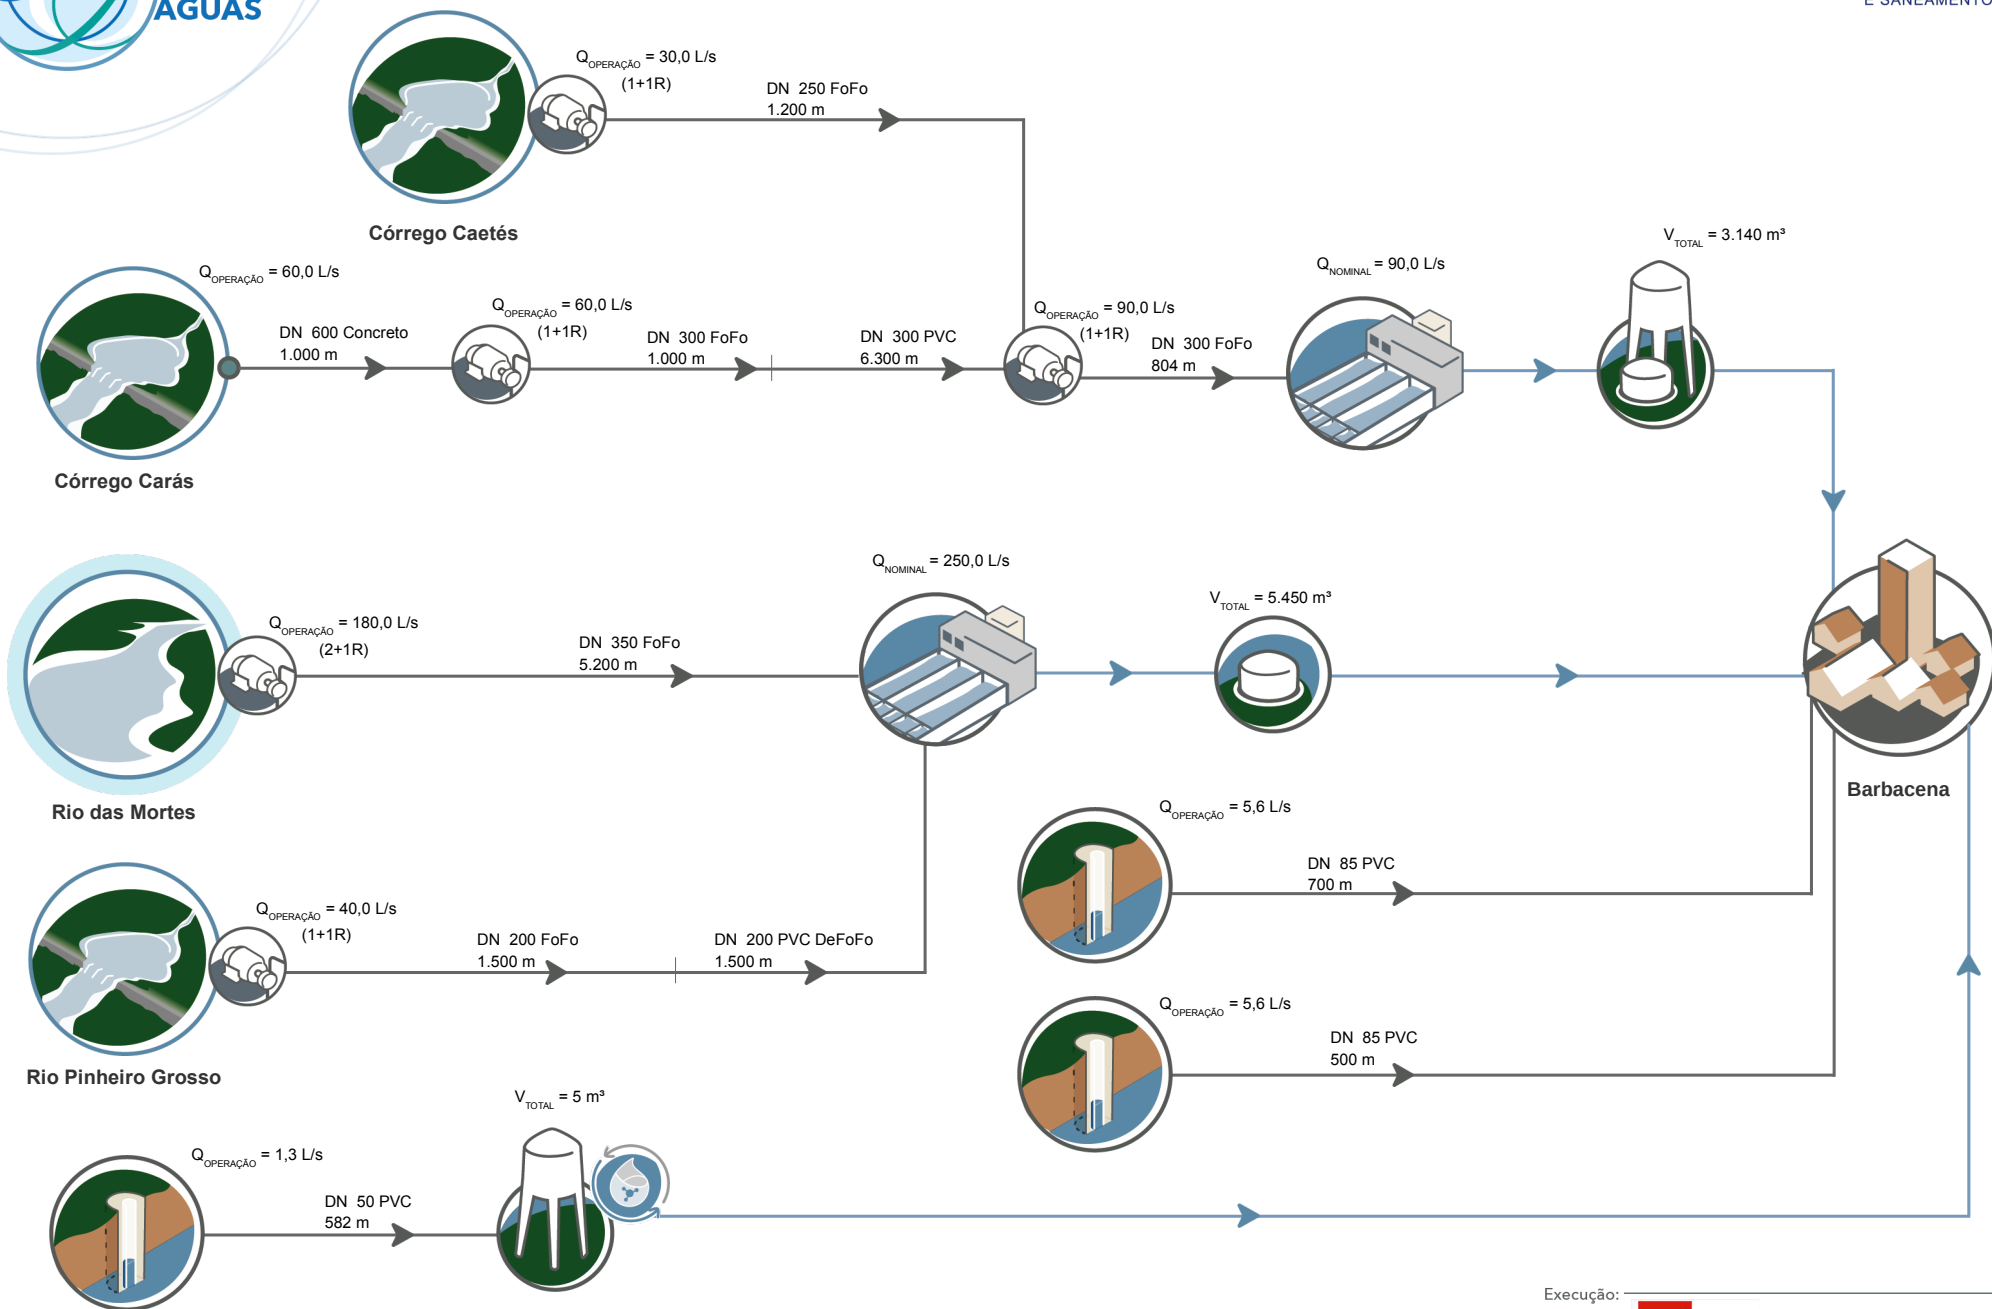 ÁGUAS
E SANEAMENTO
Q OPERAÇÃO = 30,0 L/s
(1+1R)
DN 250 FoFo
1.200 m
Córrego Caetés
V TOTAL = 3.140 m³
Q OPERAÇÃO = 60,0 L/s
DN 600 Concreto
1.000 m
Q OPERAÇÃO = 60,0 L/s
(1+1R)
DN 300 FoFo
1.000 m
DN 300 PVC
6.300 m
Q OPERAÇÃO = 90,0 L/s
(1+1R)
DN 300 FoFo
804 m
Q NOMINAL = 90,0 L/s
Córrego Carás
Q NOMINAL = 250,0 L/s
V TOTAL = 5.450 m³
Q OPERAÇÃO = 180,0 L/s
(2+1R)
DN 350 FoFo
5.200 m
Rio das Mortes
Barbacena
Q OPERAÇÃO = 5,6 L/s
DN 85 PVC
700 m
Q OPERAÇÃO = 40,0 L/s
(1+1R)
DN 200 FoFo
1.500 m
DN 200 PVC DeFoFo
1.500 m
Q OPERAÇÃO = 5,6 L/s
DN 85 PVC
500 m
Rio Pinheiro Grosso
V TOTAL = 5 m³
Q OPERAÇÃO = 1,3 L/s
DN 50 PVC
582 m
Execução: